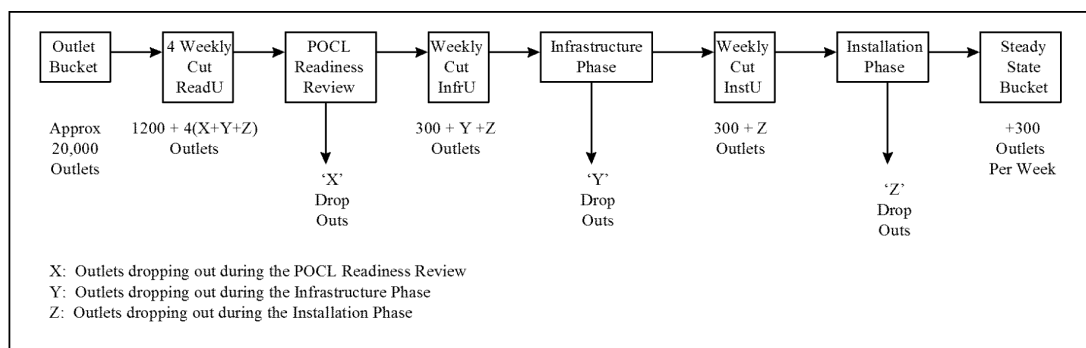 Outlet
Bucket
4 Weekly
Cut
ReadU
POCL
Readiness
Review
Weekly
Cut
InfrU
Infrastructure
Phase
Weekly
Cut
InstU
Installation
Phase
Steady
State
Bucket
Approx
20,000
Outlets
1200 + 4(X+Y+Z)
Outlets
300 + Y +Z
Outlets
300 + Z
Outlets
+300
Outlets
Per Week
‘X’
Drop
Outs
‘Y’
Drop
Outs
‘Z’
Drop
Outs
X: Outlets dropping out during the POCL Readiness Review
Y: Outlets dropping out during the Infrastructure Phase
Z: Outlets dropping out during the Installation Phase